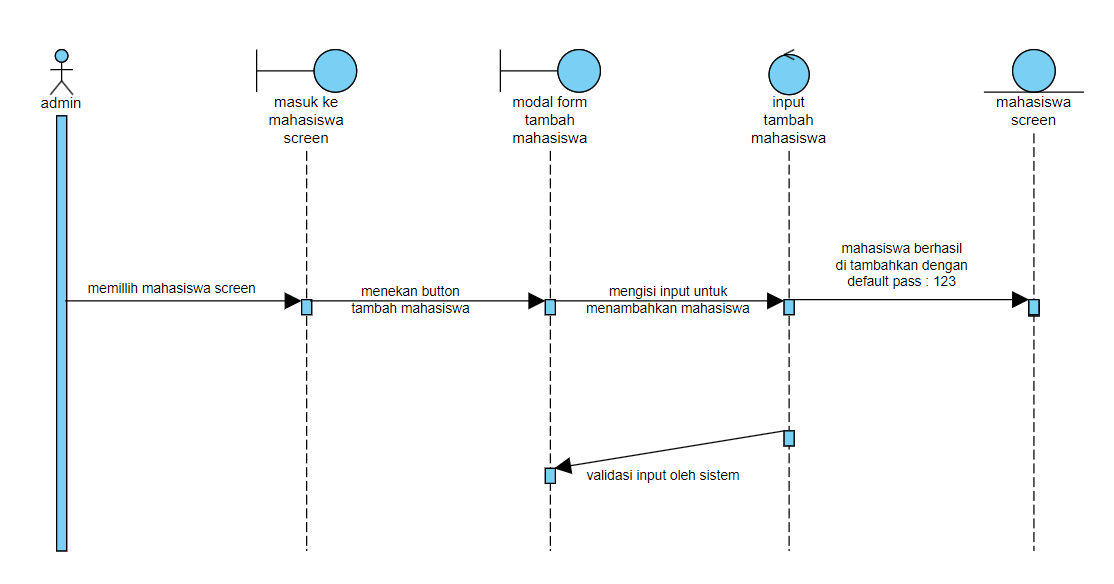 admin
masuk ke
mahasiswa
screen
modal form
tambah
mahasiswa
input
tambah
mahasiswa
mahasiswa
screen
memillih mahasiswa screen
menekan button
tambah mahasiswa
mengisi input untuk
menambahkan mahasiswa
mahasiswa berhasil
di tambahkan dengan
default pass : 123
validasi input oleh sistem